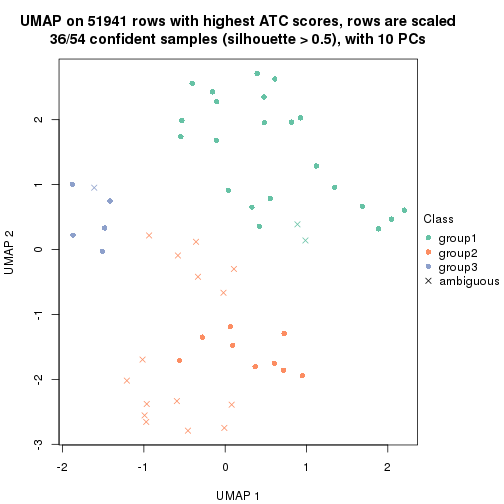 UMAP on 51941 rows with highest ATC scores, rows are scaled
36/54 confident samples (silhouette > 0.5), with 10 PCs
2
1
0
-1
-2
-3
-2
-1
0
1
2
UMAP 1
UMAP 2
Class
group1
group2
group3
ambiguous